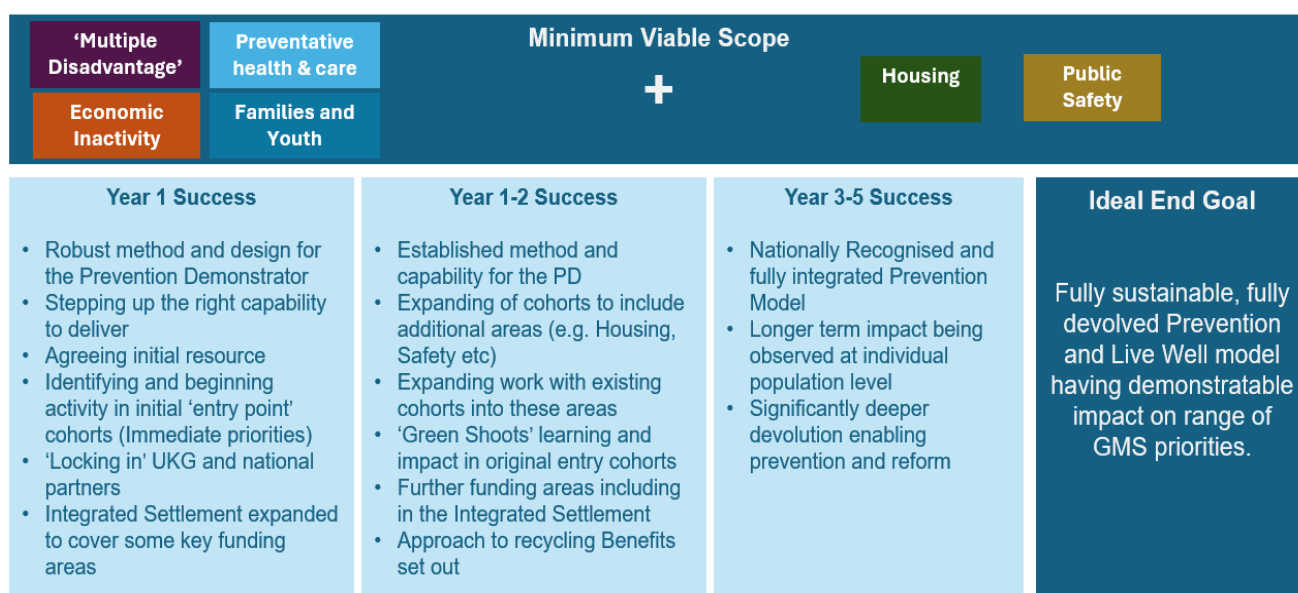 ‘Multiple
Disadvantage’
Preventative
health & care
Economic
Inactivity
Families and
Youth
Minimum Viable Scope
+
Housing
Public
Safety
Year 1 Success
• Robust method and design for
the Prevention Demonstrator
• Stepping up the right capability
to deliver
• Agreeing initial resource
• Identifying and beginning
activity in initial ‘entry point’
cohorts (Immediate priorities)
• ‘Locking in’ UKG and national
partners
• Integrated Settlement expanded
to cover some key funding
areas
Year 1-2 Success
• Established method and
capability for the PD
• Expanding of cohorts to include
additional areas (e.g. Housing,
Safety etc)
• Expanding work with existing
cohorts into these areas
• ‘Green Shoots’ learning and
impact in original entry cohorts
• Further funding areas including
in the Integrated Settlement
• Approach to recycling Benefits
set out
Year 3-5 Success
• Nationally Recognised and
fully integrated Prevention
Model
• Longer term impact being
observed at individual
population level
• Significantly deeper
devolution enabling
prevention and reform
Ideal End Goal
Fully sustainable, fully
devolved Prevention
and Live Well model
having demonstratable
impact on range of
GMS priorities.